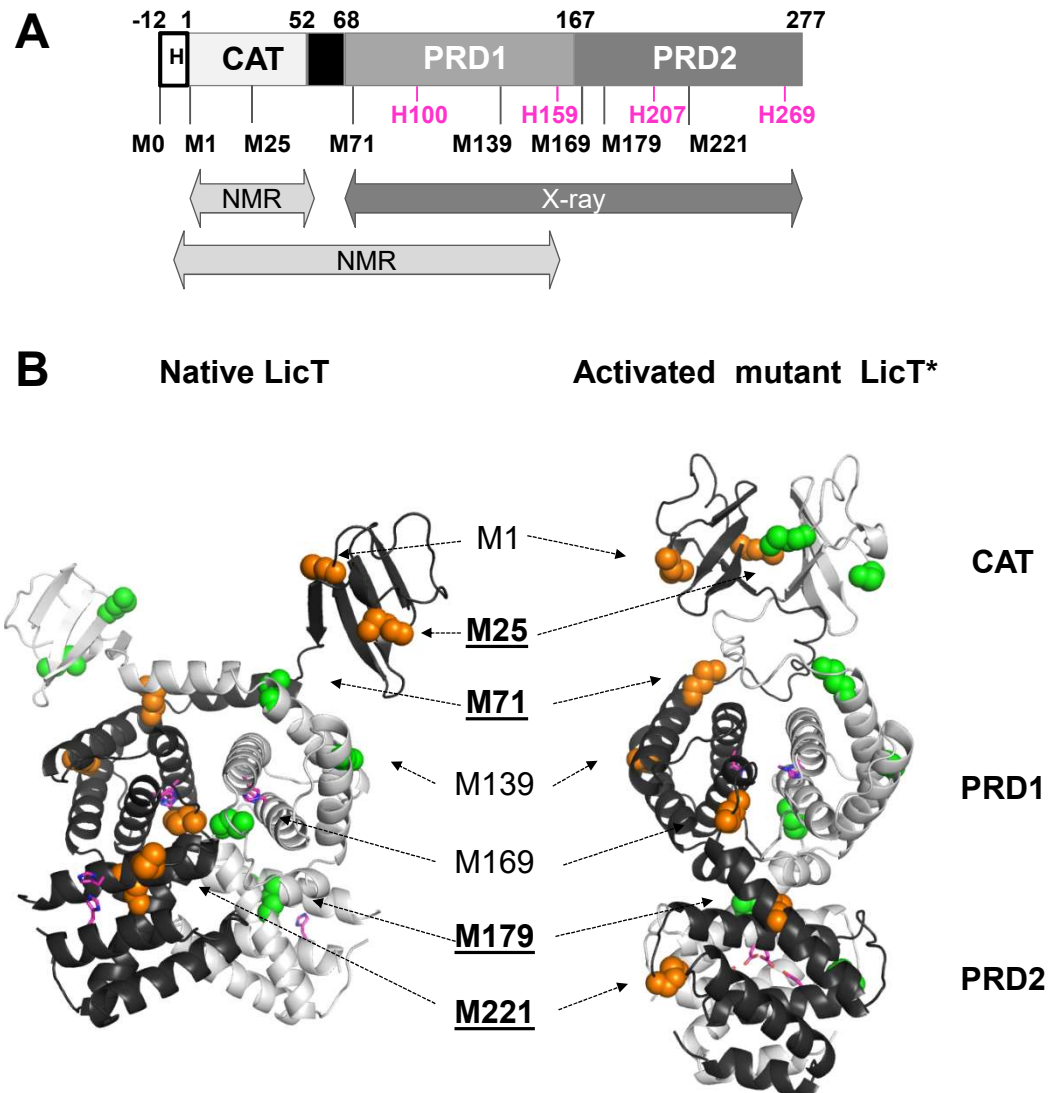 A
-12 1 52 68 167 277
H CAT PRD1 PRD2
H100 H159 H207 H269
M0 M1 M25 M71 M139 M169 M179 M221
NMR X-ray
NMR
B Native LicT Activated mutant LicT*
M1
CAT
M25
M71
M139
PRD1
M169
M179
PRD2
M221